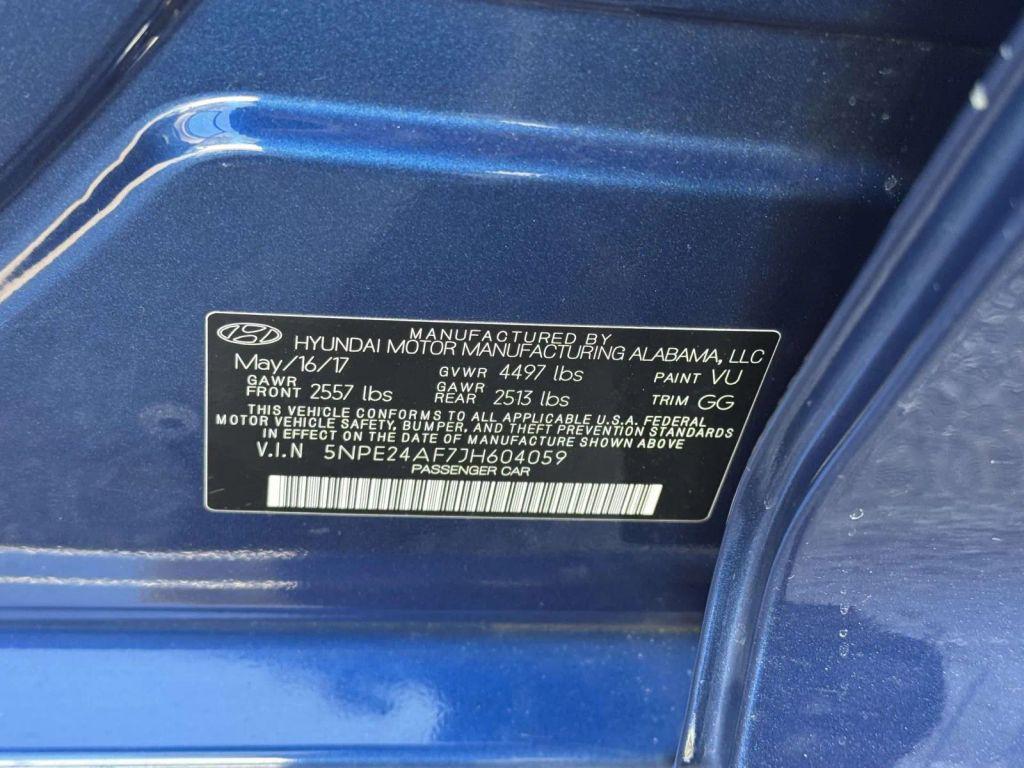 MANUFACTURED BY
HYUNDAI MOTOR MANUFACTURING ALABAMA, LLC
May/16/17 GVWR 4497 lbs PAINT VU
GAWR FRONT 2557 lbs GAWR REAR 2513 lbs TRIM GG
THIS VEHICLE CONFORMS TO ALL APPLICABLE U.S.A. FEDERAL
MOTOR VEHICLE SAFETY, BUMPER, AND THEFT PREVENTION STANDARDS
IN EFFECT ON THE DATE OF MANUFACTURE SHOWN ABOVE
V.I.N 5NPE24AF7JH604059
PASSENGER CAR